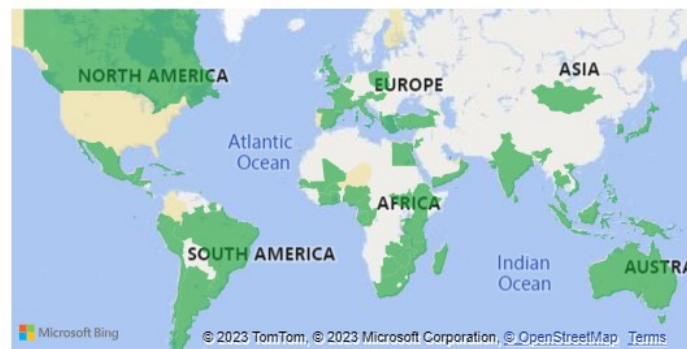 NORTH AMERICA
EUROPE
ASIA
Atlantic
Ocean
AFRICA
SOUTH AMERICA
Indian
Ocean
AUSTRA
Microsoft Bing
© 2023 TomTom, © 2023 Microsoft Corporation, © OpenStreetMap Terms